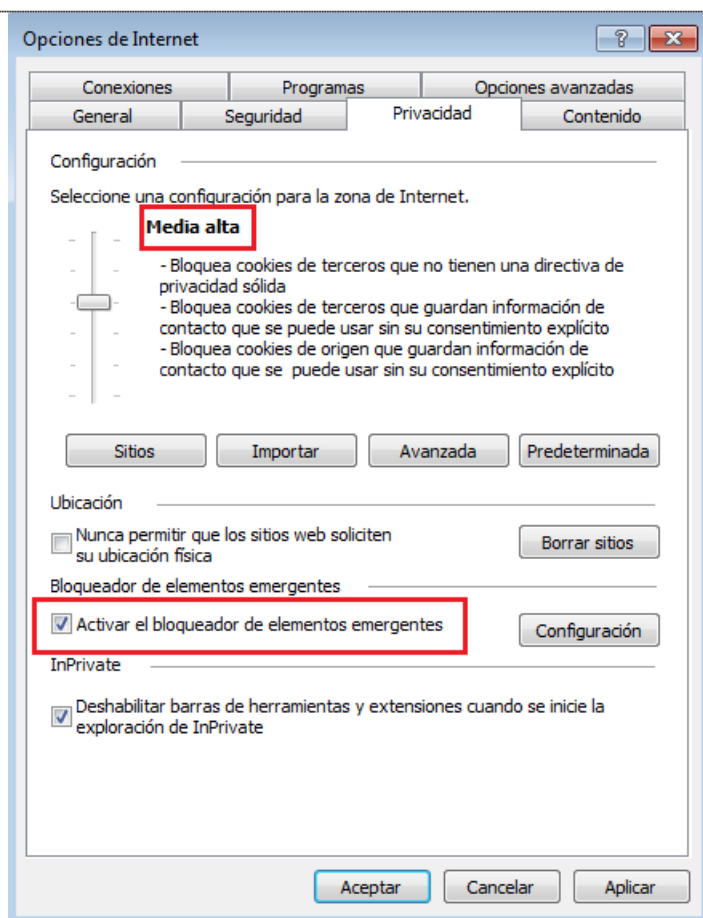 Opciones de Internet
Conexiones Programas Opciones avanzadas
General Seguridad Privacidad Contenido
Configuración
Seleccione una configuración para la zona de Internet.
Media alta
- Bloquea cookies de terceros que no tienen una directiva de
privacidad sólida
- Bloquea cookies de terceros que guardan información de
contacto que se puede usar sin su consentimiento explícito
- Bloquea cookies de origen que guardan información de
contacto que se puede usar sin su consentimiento explícito
Sitios Importar Avanzada Predeterminada
Ubicación
Nunca permitir que los sitios web soliciten
su ubicación física
Borrar sitios
Bloqueador de elementos emergentes
Activar el bloqueador de elementos emergentes
Configuración
InPrivate
Deshabilitar barras de herramientas y extensiones cuando se inicie la
exploración de InPrivate
Aceptar Cancelar Aplicar